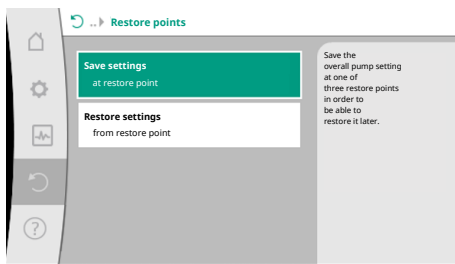 .. Restore points
Save settings
at restore point
Restore settings
from restore point
Save the
overall pump setting
at one of
three restore points
in order to
be able to
restore it later.
?